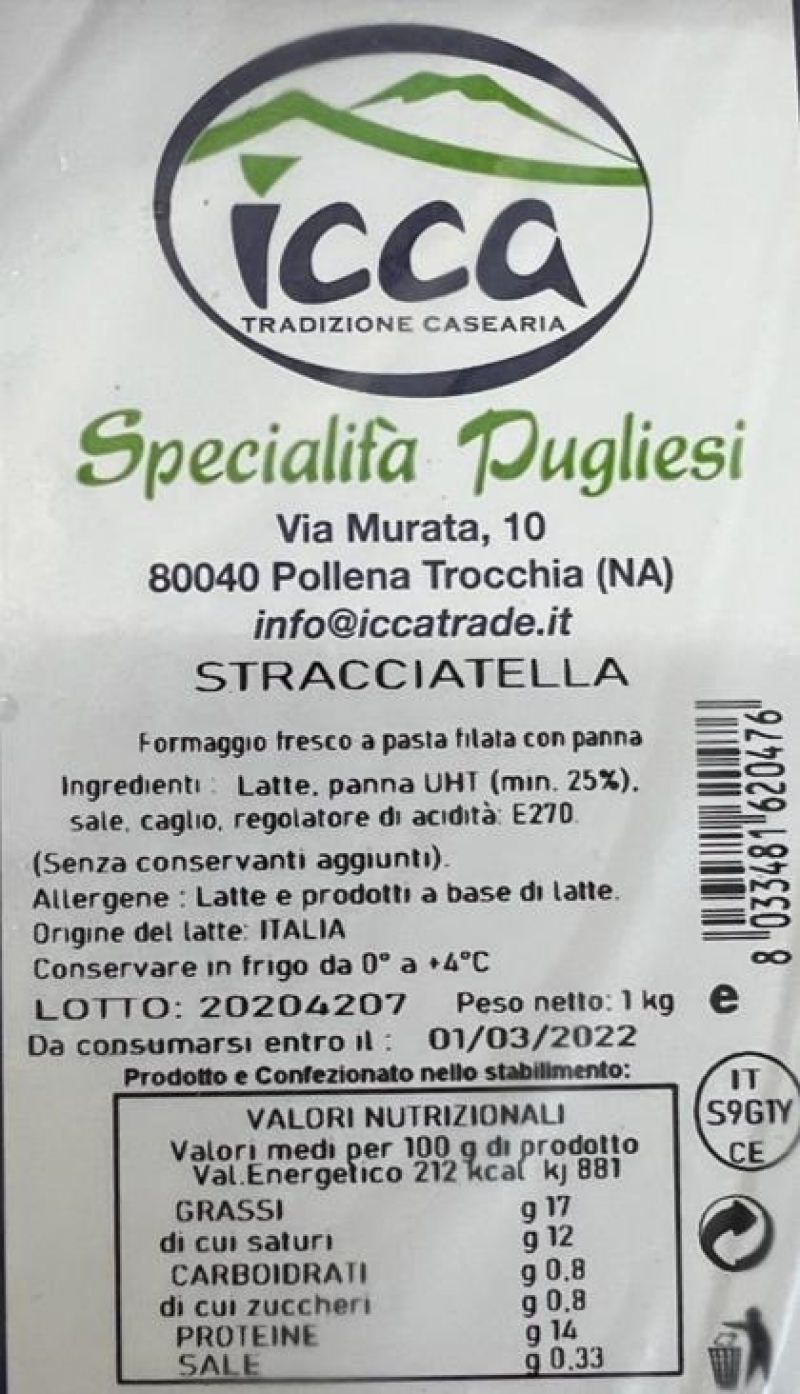 icca
TRADIZIONE CASEARIA
Specialità Pugliesi
Via Murata, 10
80040 Pollena Trocchia (NA)
info@iccatrade.it
STRACCIATELLA
Formaggio fresco a pasta filata con panna
Ingredienti : Latte, panna UHT (min. 25%),
sale, caglio, regolatore di acidità: E270.
(Senza conservanti aggiunti).
Allergene : Latte e prodotti a base di latte.
Origine del latte: ITALIA
Conservare in frigo da 0° a +4°C
LOTTO: 20204207 Peso netto: 1 kg e
Da consumarsi entro il : 01/03/2022
Prodotto e Confezionato nello stabilimento:
8 033481 620476
IT
S9G1Y
CE
VALORI NUTRIZIONALI
Valori medi per 100 g di prodotto
Val.Energetico 212 kcal kj 881
GRASSI g 17
di cui saturi g 12
CARBOIDRATI g 0.8
di cui zuccheri g 0.8
PROTEINE g 14
SALE g 0.33